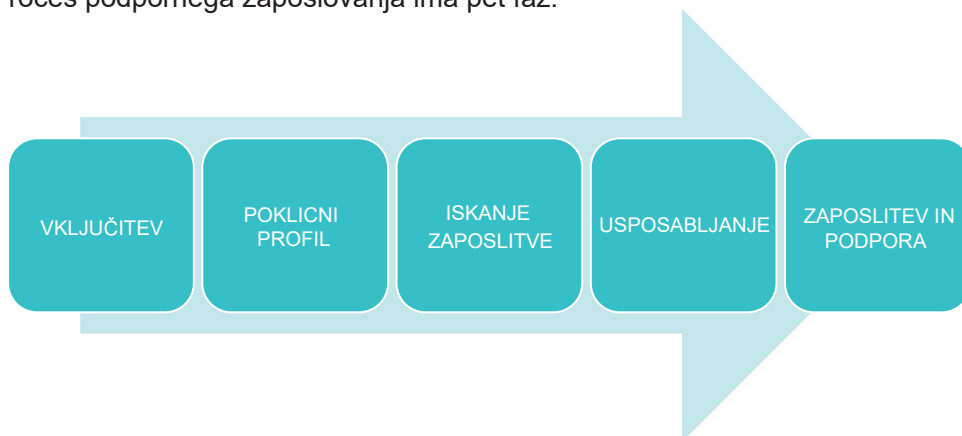 roces podpornega zaposlovanja ima pet faz:
VKLJUČITEV
POKLICNI
PROFIL
ISKANJE
ZAPOSLITVE
USPOSABLJANJE
ZAPOSLITEV IN
PODPORA